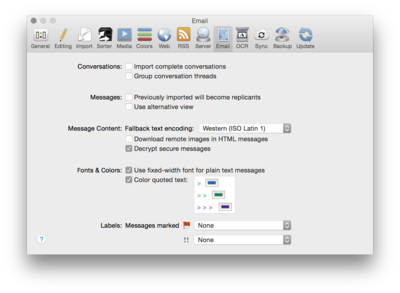 Email
General Editing Import Sorter Media Colors Web RSS Server Email OCR Sync Backup Update
Conversations: Import complete conversations
Group conversation threads
Messages: Previously imported will become replicants
Use alternative view
Message Content: Fallback text encoding: Western (ISO Latin 1)
Download remote images in HTML messages
Decrypt secure messages
Fonts & Colors: Use fixed-width font for plain text messages
Color quoted text: >
> >
> > >
Labels: Messages marked None
!! None
?